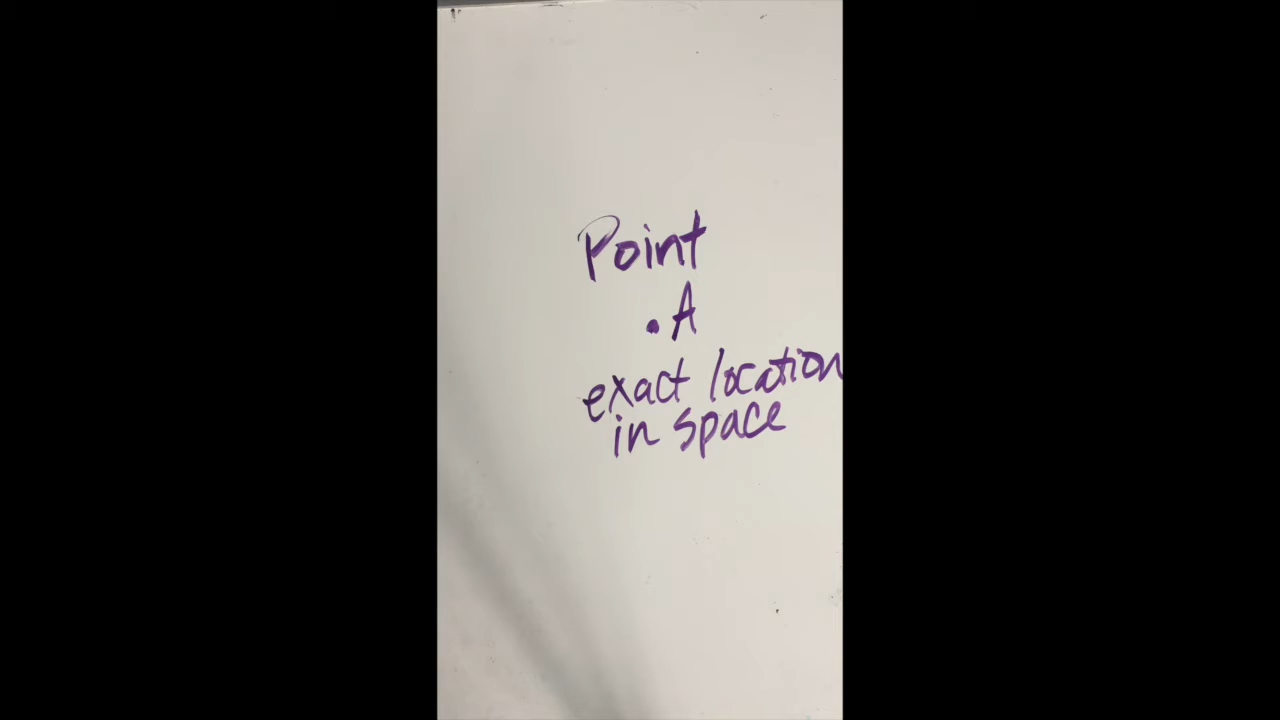 Point
• A
exact location
in space